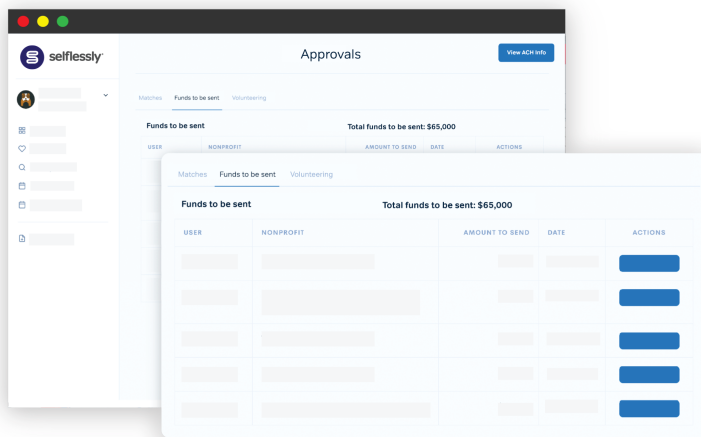 selflessly
Approvals
View ACH Info
Matches Funds to be sent Volunteering
Funds to be sent Total funds to be sent: $65,000
USER NONPROFIT AMOUNT TO SEND DATE ACTIONS
Matches Funds to be sent Volunteering
Funds to be sent Total funds to be sent: $65,000
USER NONPROFIT AMOUNT TO SEND DATE ACTIONS